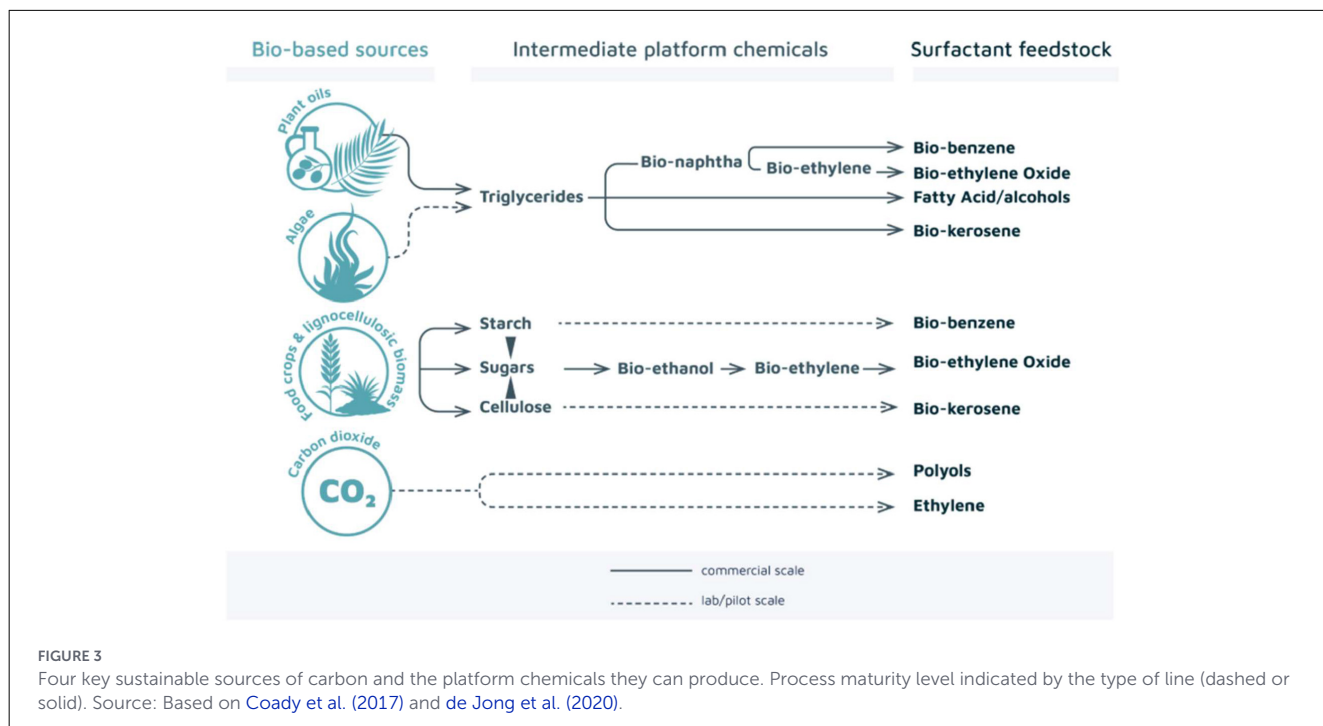 Bio-based sources
Intermediate platform chemicals
Surfactant feedstock
Plant oils
Algae
Triglycerides
Bio-naphtha
Bio-ethylene
Bio-benzene
Bio-ethylene Oxide
Fatty Acid/alcohols
Bio-kerosene
Food crops & lignocellulosic biomass
Starch
Sugars
Cellulose
Bio-ethanol
Bio-ethylene
Bio-benzene
Bio-ethylene Oxide
Bio-kerosene
Carbon dioxide
CO₂
Polyols
Ethylene
commercial scale
lab/pilot scale
FIGURE 3
Four key sustainable sources of carbon and the platform chemicals they can produce. Process maturity level indicated by the type of line (dashed or
solid). Source: Based on Coady et al. (2017) and de Jong et al. (2020).